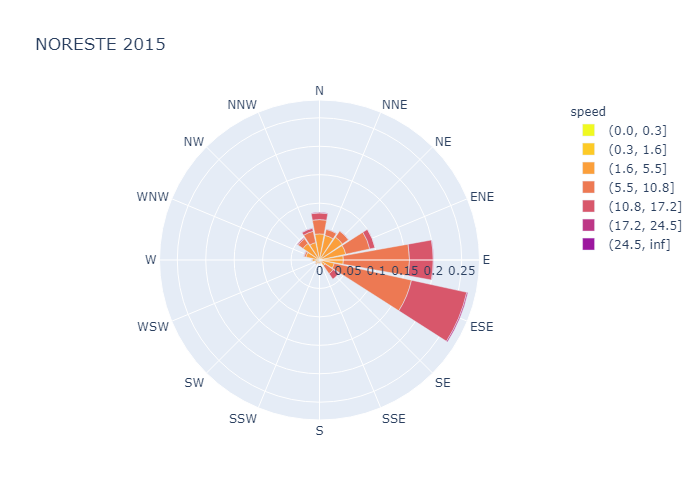 NORESTE 2015
N
NNW
NNE
NW
NE
WNW
ENE
W
E
0 0.05 0.1 0.15 0.2 0.25
WSW
ESE
SW
SE
SSW
SSE
S
speed
(0.0, 0.3]
(0.3, 1.6]
(1.6, 5.5]
(5.5, 10.8]
(10.8, 17.2]
(17.2, 24.5]
(24.5, inf]